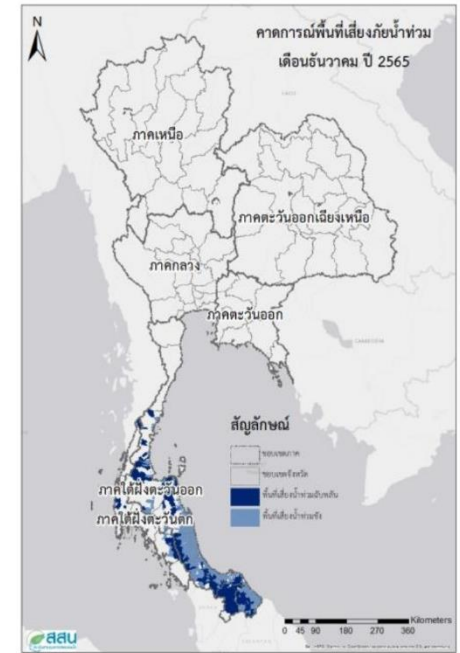 คาดการณ์พื้นที่เสี่ยงภัยน้ำท่วม
เดือนธันวาคม ปี 2565
N
ภาคเหนือ
ภาคตะวันออกเฉียงเหนือ
ภาคกลาง
ภาคตะวันออก
สัญลักษณ์
ขอบเขตภาค
ขอบเขตจังหวัด
พื้นที่เสี่ยงน้ำท่วมฉับพลัน
พื้นที่เสี่ยงน้ำท่วมขัง
ภาคใต้ฝั่งตะวันออก
ภาคใต้ฝั่งตะวันตก
CAMBODIA
Kilometers
0 45 90 180 270 360
สสน